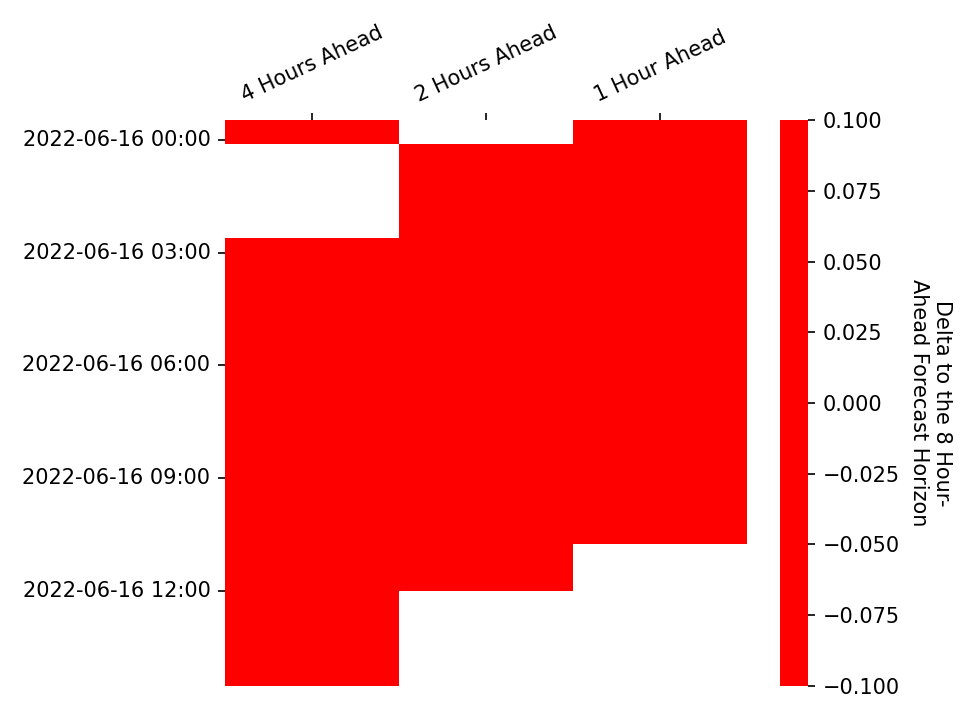 4 Hours Ahead
2 Hours Ahead
1 Hour Ahead
2022-06-16 00:00
2022-06-16 03:00
2022-06-16 06:00
2022-06-16 09:00
2022-06-16 12:00
0.100
0.075
0.050
0.025
0.000
−0.025
−0.050
−0.075
−0.100
Delta to the 8 Hour-
Ahead Forecast Horizon